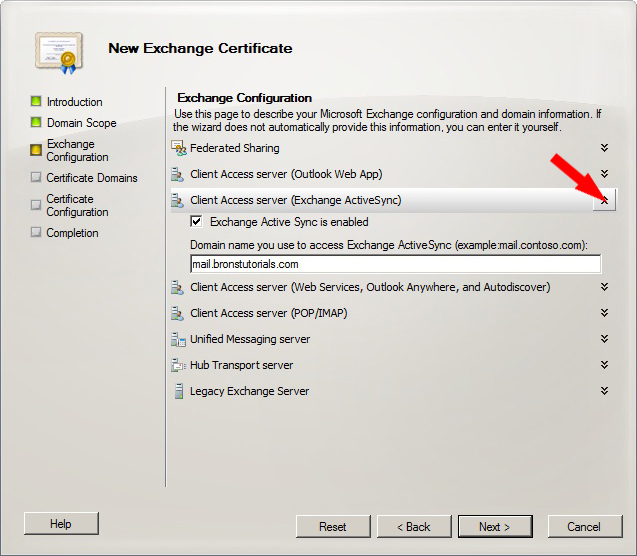 New Exchange Certificate
Introduction
Domain Scope
Exchange
Configuration
Certificate Domains
Certificate
Configuration
Completion
Exchange Configuration
Use this page to describe your Microsoft Exchange configuration and domain information. If
the wizard does not automatically provide this information, you can enter it yourself.
Federated Sharing
Client Access server (Outlook Web App)
Client Access server (Exchange ActiveSync)
Exchange Active Sync is enabled
Domain name you use to access Exchange ActiveSync (example:mail.contoso.com):
mail.bronstutorials.com
Client Access server (Web Services, Outlook Anywhere, and Autodiscover)
Client Access server (POP/IMAP)
Unified Messaging server
Hub Transport server
Legacy Exchange Server
Help
Reset
< Back
Next >
Cancel